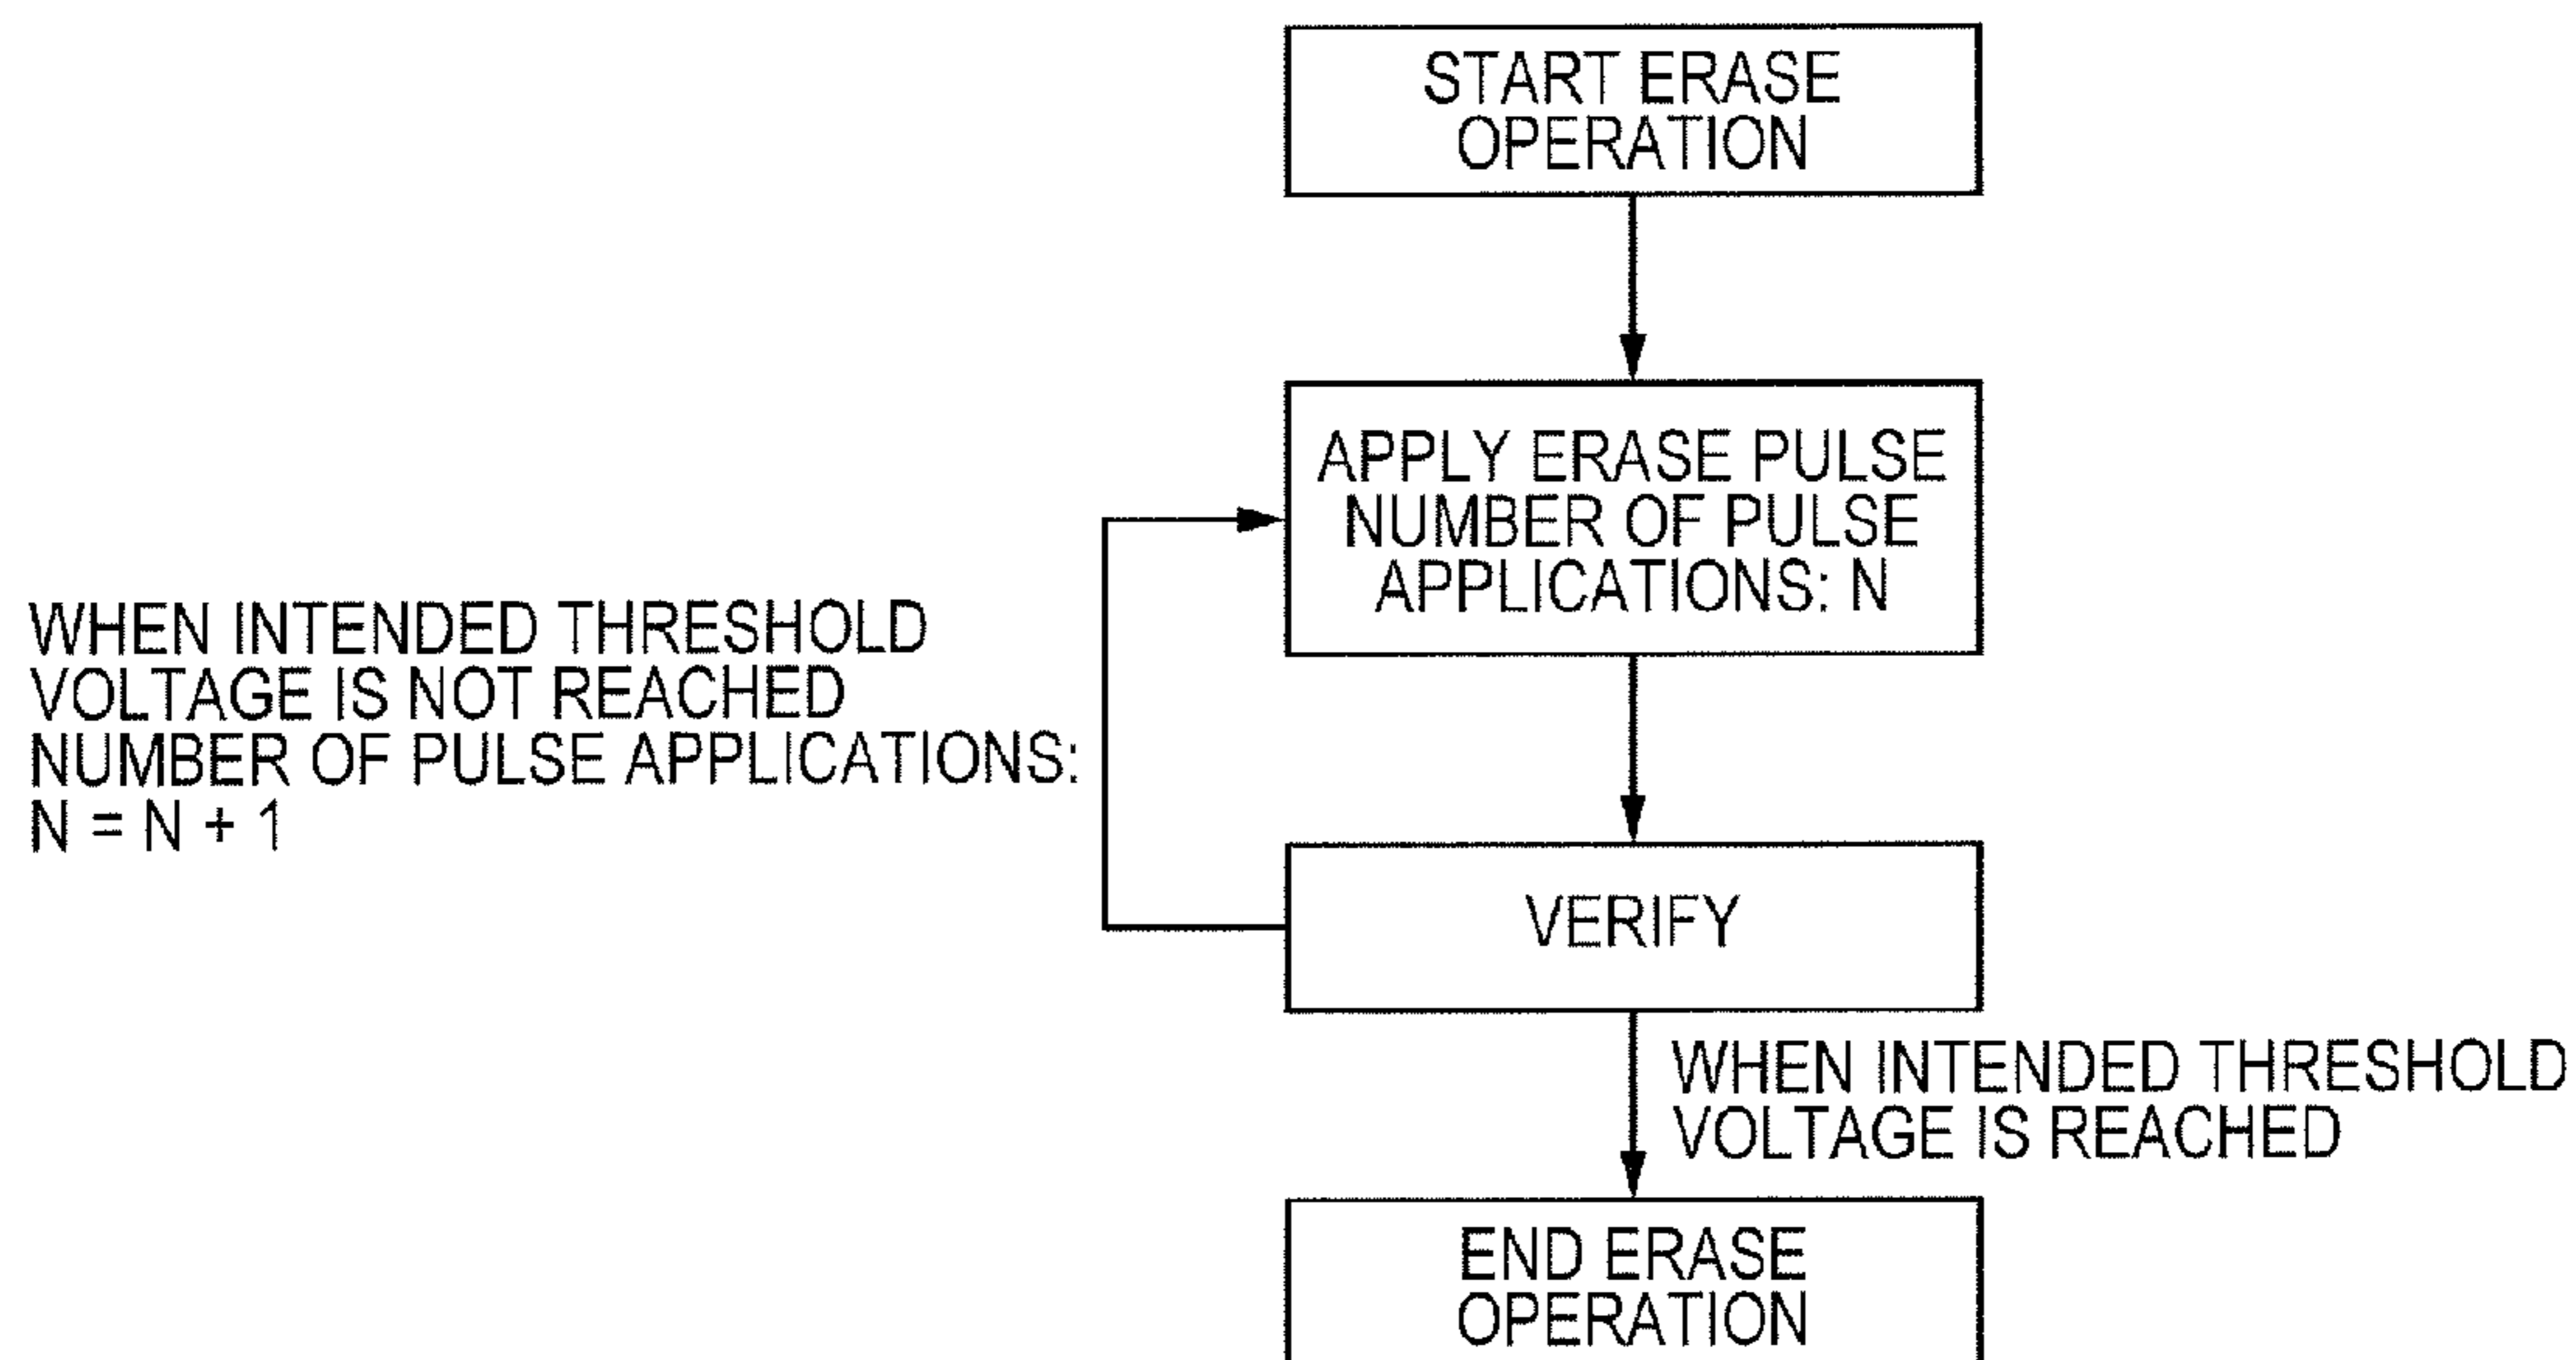 START ERASE
OPERATION
APPLY ERASE PULSE
NUMBER OF PULSE
APPLICATIONS: N
WHEN INTENDED THRESHOLD
VOLTAGE IS NOT REACHED
NUMBER OF PULSE APPLICATIONS:
N = N + 1
VERIFY
WHEN INTENDED THRESHOLD
VOLTAGE IS REACHED
END ERASE
OPERATION